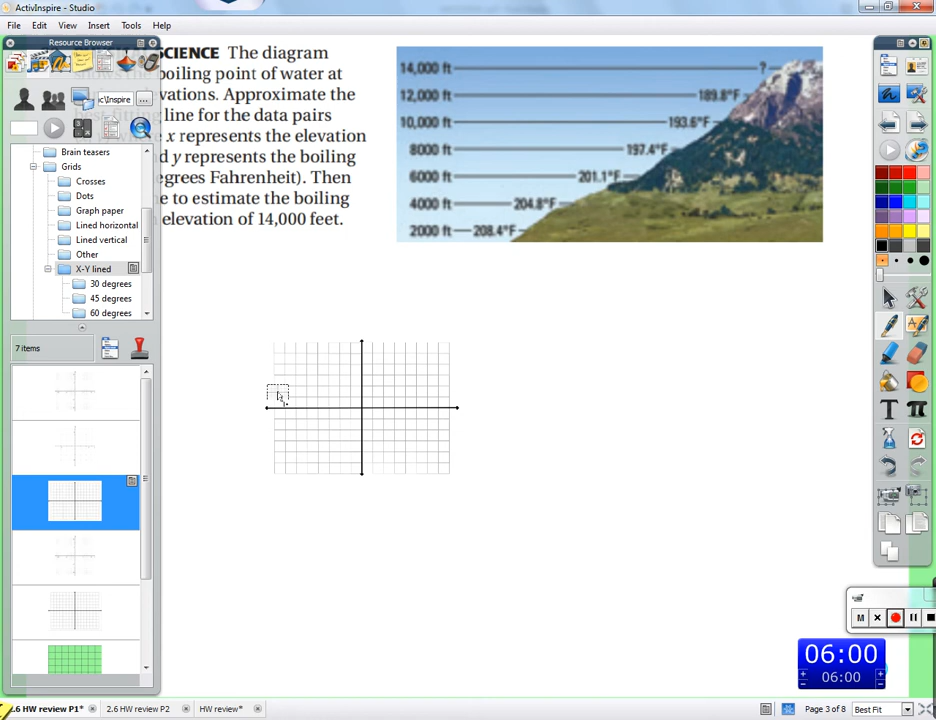 ActivInspire - Studio
File Edit View Insert Tools Help
Resource Browser
c\Inspire ...
Brain teasers
Grids
Crosses
Dots
Graph paper
Lined horizontal
Lined vertical
Other
X-Y lined
30 degrees
45 degrees
60 degrees
7 items
SCIENCE The diagram
boiling point of water at
evations. Approximate the
line for the data pairs
x represents the elevation
d y represents the boiling
egrees Fahrenheit). Then
e to estimate the boiling
elevation of 14,000 feet.
14,000 ft ?
12,000 ft 189.8°F
10,000 ft 193.6°F
8000 ft 197.4°F
6000 ft 201.1°F
4000 ft 204.8°F
2000 ft 208.4°F
T π
M
06:00
06:00
2.6 HW review P1* 2.6 HW review P2 HW review* Page 3 of 8 Best Fit